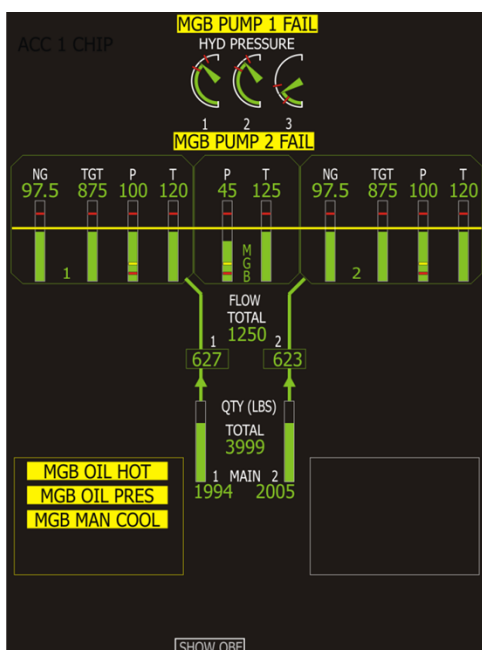 MGB PUMP 1 FAIL
ACC 1 CHIP
HYD PRESSURE
1 2 3
MGB PUMP 2 FAIL
NG TGT P T P T NG TGT P T
97.5 875 100 120 45 125 97.5 875 100 120
1 MGB 2
FLOW
TOTAL
1250
1 2
627 623
QTY (LBS)
TOTAL
3999
1 MAIN 2
1994 2005
MGB OIL HOT
MGB OIL PRES
MGB MAN COOL
SHOW OBE